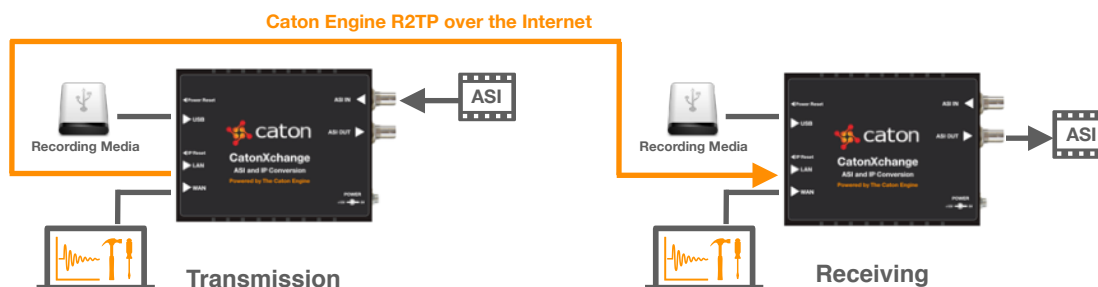 Caton Engine R2TP over the Internet
Recording Media
Power Reset
USB
IP Reset
LAN
MAN
ASI IN
ASI OUT
caton
CatonXchange
ASI and IP Conversion
Powered by The Caton Engine
POWER
ASI
Transmission
Recording Media
Power Reset
USB
IP Reset
LAN
MAN
ASI IN
ASI OUT
caton
CatonXchange
ASI and IP Conversion
Powered by The Caton Engine
POWER
ASI
Receiving